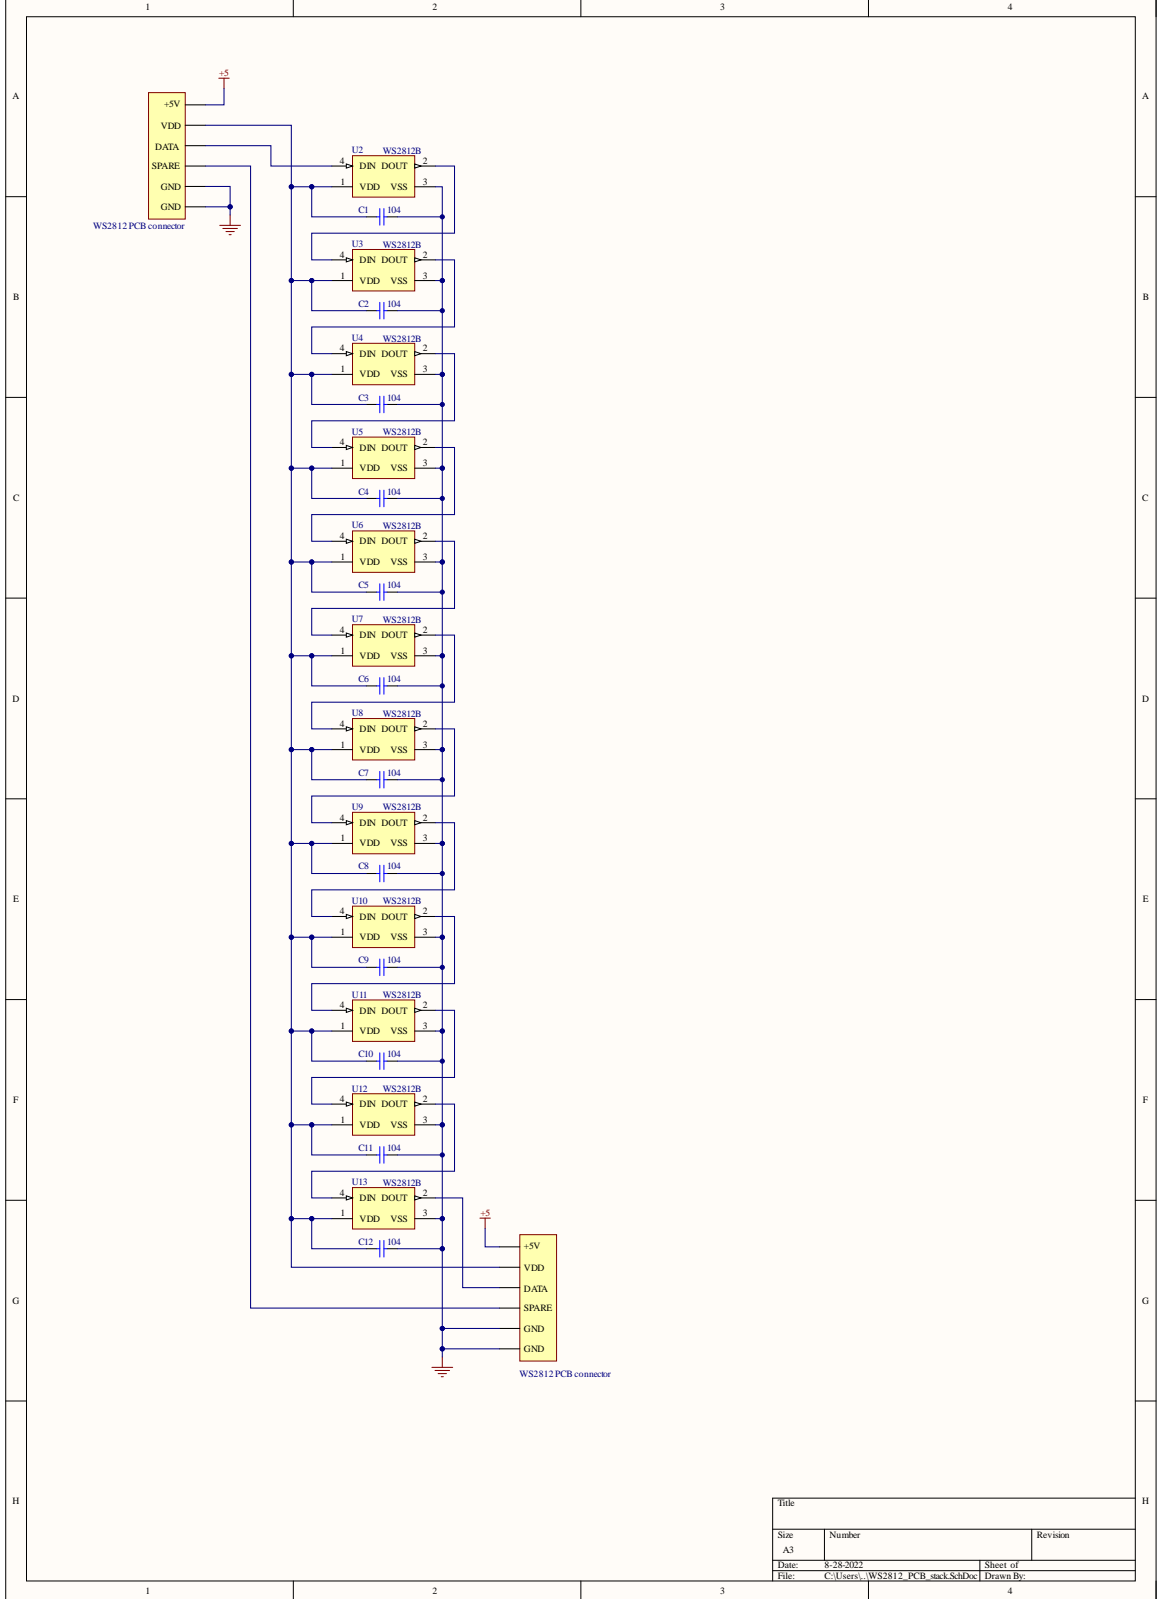 1 2 3 4
A A
+5
+5V
VDD
DATA
SPARE
GND
GND
WS2812 PCB connector
U2 WS2812B
4 DIN DOUT 2
1 VDD VSS 3
C1 104
B B
U3 WS2812B
4 DIN DOUT 2
1 VDD VSS 3
C2 104
U4 WS2812B
4 DIN DOUT 2
1 VDD VSS 3
C3 104
U5 WS2812B
4 DIN DOUT 2
1 VDD VSS 3
C4 104
C C
U6 WS2812B
4 DIN DOUT 2
1 VDD VSS 3
C5 104
U7 WS2812B
4 DIN DOUT 2
1 VDD VSS 3
C6 104
D D
U8 WS2812B
4 DIN DOUT 2
1 VDD VSS 3
C7 104
U9 WS2812B
4 DIN DOUT 2
1 VDD VSS 3
C8 104
E E
U10 WS2812B
4 DIN DOUT 2
1 VDD VSS 3
C9 104
U11 WS2812B
4 DIN DOUT 2
1 VDD VSS 3
C10 104
F F
U12 WS2812B
4 DIN DOUT 2
1 VDD VSS 3
C11 104
U13 WS2812B
4 DIN DOUT 2
1 VDD VSS 3
C12 104
+5
+5V
VDD
DATA
SPARE
GND
GND
WS2812 PCB connector
G G
H H
Title
Size Number Revision
A3
Date: 8-28-2022 Sheet of
File: C:\Users\..\WS2812_PCB_stack.SchDoc Drawn By:
1 2 3 4